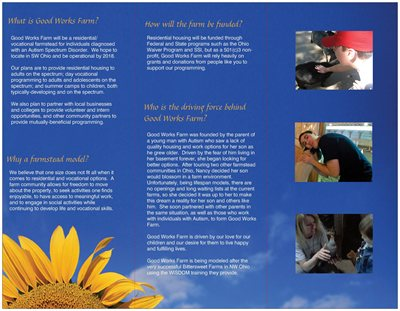 What is Good Works Farm?
Good Works Farm will be a residential/
vocational farmstead for individuals diagnosed
with an Autism Spectrum Disorder. We hope to
locate in SW Ohio and be operational by 2016.
Our plans are to provide residential housing to
adults on the spectrum; day vocational
programming to adults and adolescents on the
spectrum; and summer camps to children, both
typically-developing and on the spectrum.
We also plan to partner with local businesses
and colleges to provide volunteer and intern
opportunities, and other community partners to
provide mutually-beneficial programming.
Why a farmstead model?
We believe that one size does not fit all when it
comes to residential and vocational options. A
farm community allows for freedom to move
about the property, to seek activities one finds
enjoyable, to have access to meaningful work,
and to engage in social activities while
continuing to develop life and vocational skills.
How will the farm be funded?
Residential housing will be funded through
Federal and State programs such as the Ohio
Waiver Program and SSI, but as a 501(c)3 non
profit, Good Works Farm will rely heavily on
grants and donations from people like you to
support our programming.
Who is the driving force behind
Good Works Farm?
Good Works Farm was founded by the parent of
a young man with Autism who saw a lack of
quality housing and work options for her son as
he grew older. Driven by the fear of him living in
her basement forever, she began looking for
better options. After touring two other farmstead
communities in Ohio, Nancy decided her son
would blossom in a farm environment.
Unfortunately, being lifespan models, there are
no openings and long waiting lists at the current
farms, so she decided it was up to her to make
this dream a reality for her son and others like
him. She soon partnered with other parents in
the same situation, as well as those who work
with individuals with Autism, to form Good Works
Farm.
Good Works Farm is driven by our love for our
children and our desire for them to live happy
and fulfilling lives.
Good Works Farm is being modeled after the
very successful Bittersweet Farms in NW Ohio
using the WISDOM training they provide.